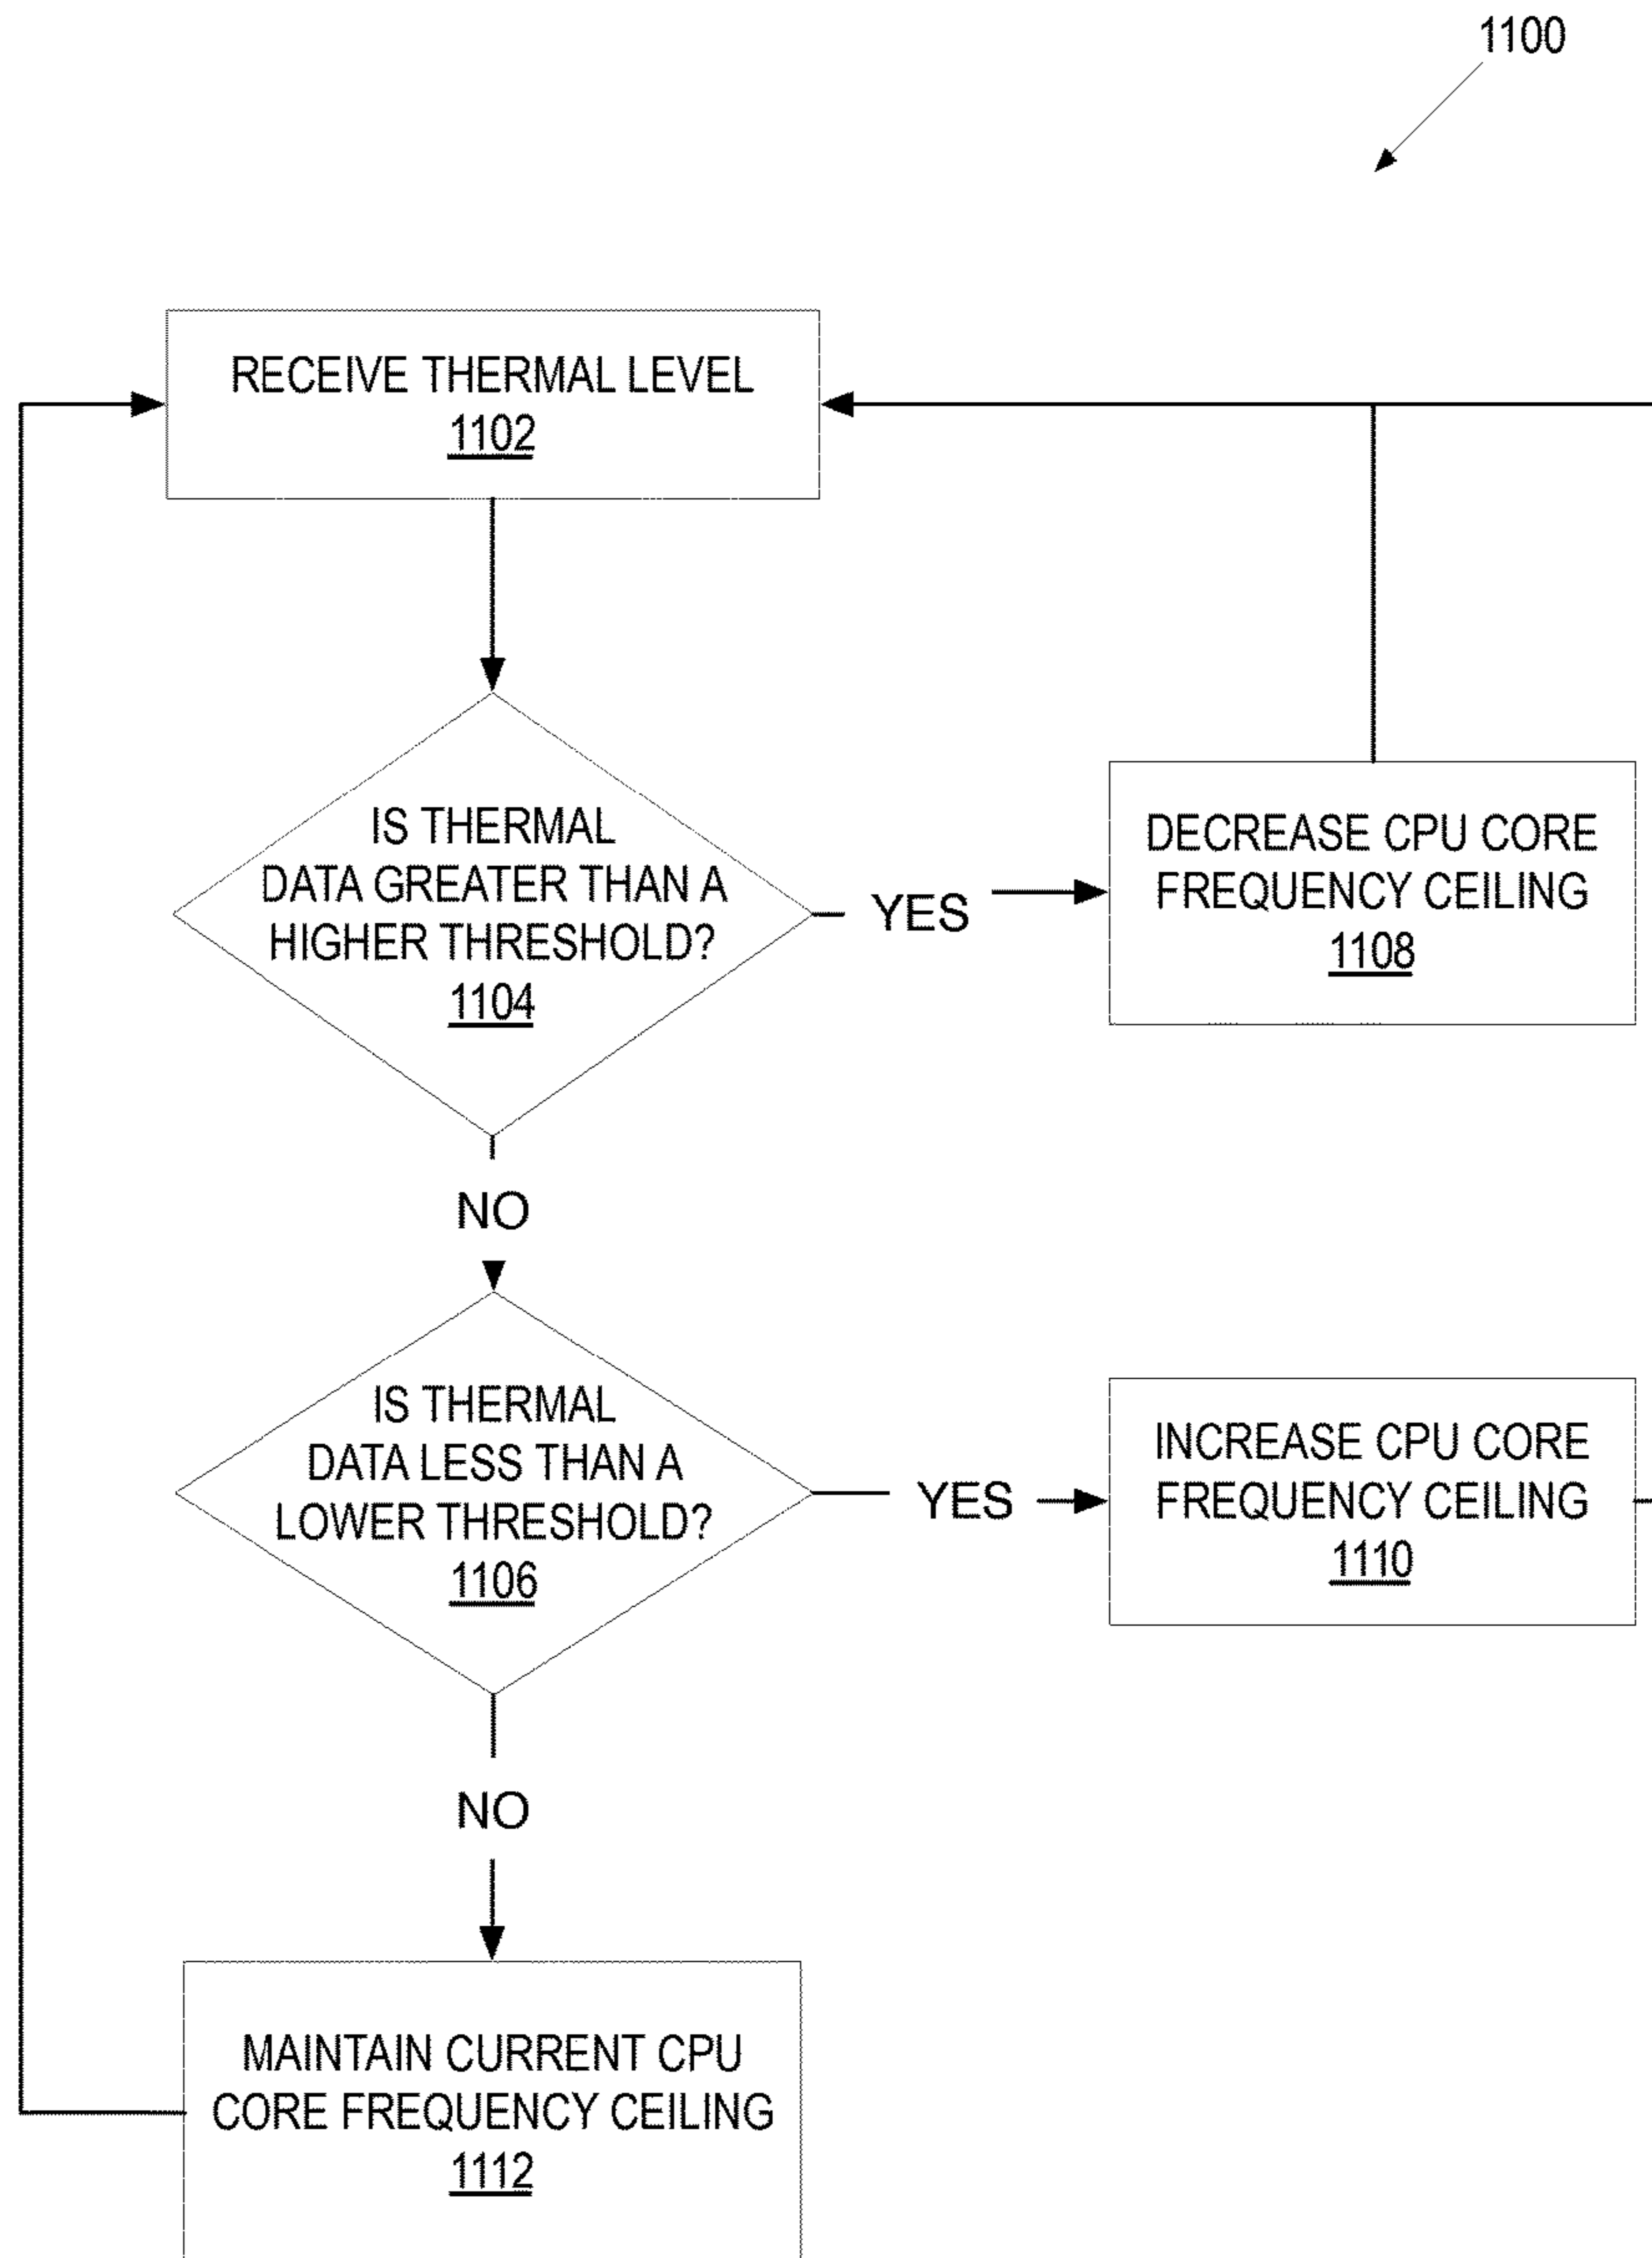 1100
RECEIVE THERMAL LEVEL
1102
IS THERMAL
DATA GREATER THAN A
HIGHER THRESHOLD?
1104
YES
DECREASE CPU CORE
FREQUENCY CEILING
1108
NO
IS THERMAL
DATA LESS THAN A
LOWER THRESHOLD?
1106
YES
INCREASE CPU CORE
FREQUENCY CEILING
1110
NO
MAINTAIN CURRENT CPU
CORE FREQUENCY CEILING
1112